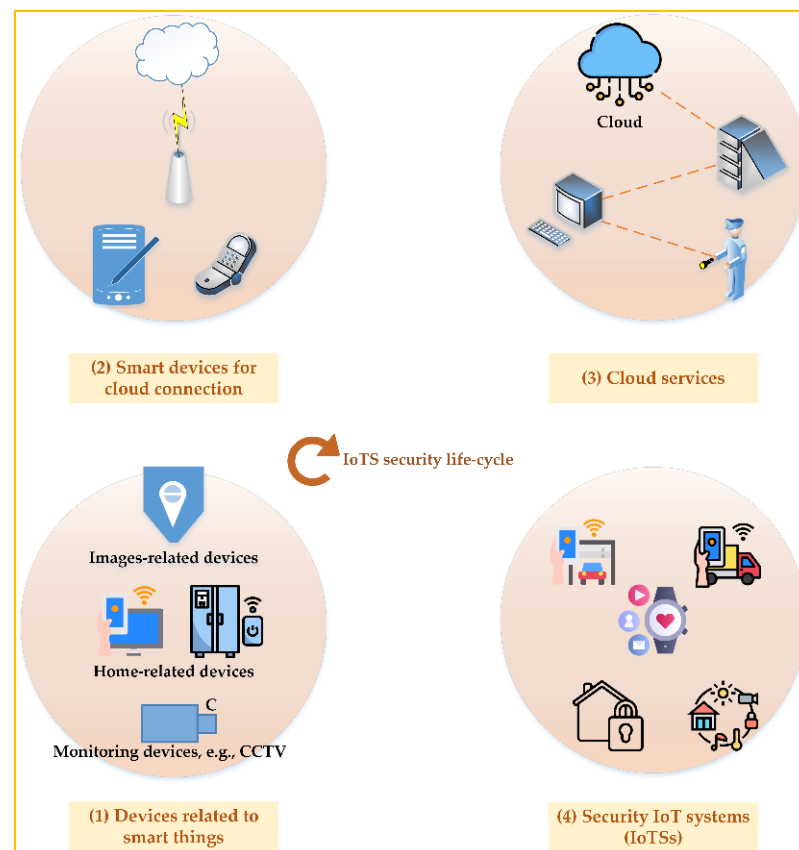 Cloud
(2) Smart devices for
cloud connection
(3) Cloud services
IoTS security life-cycle
Images-related devices
Home-related devices
C
Monitoring devices, e.g., CCTV
(1) Devices related to
smart things
(4) Security IoT systems
(IoTSs)